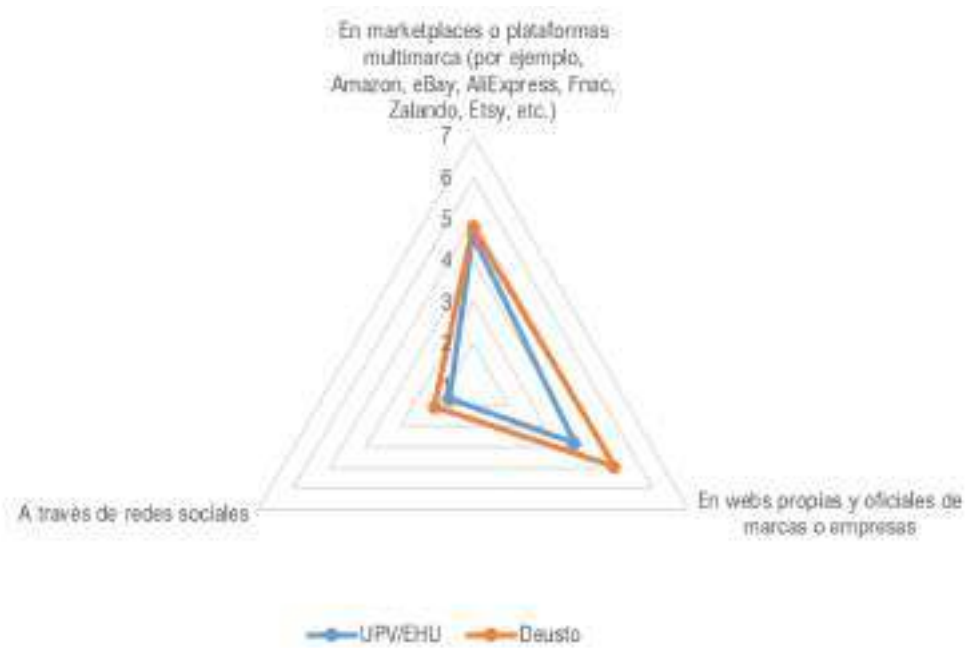 En marketplaces o plataformas
multimarca (por ejemplo,
Amazon, eBay, AliExpress, Fnac,
Zalando, Etsy, etc.)
7
6
5
4
3
2
1
A través de redes sociales
En webs propias y oficiales de
marcas o empresas
UPV/EHU
Deusto